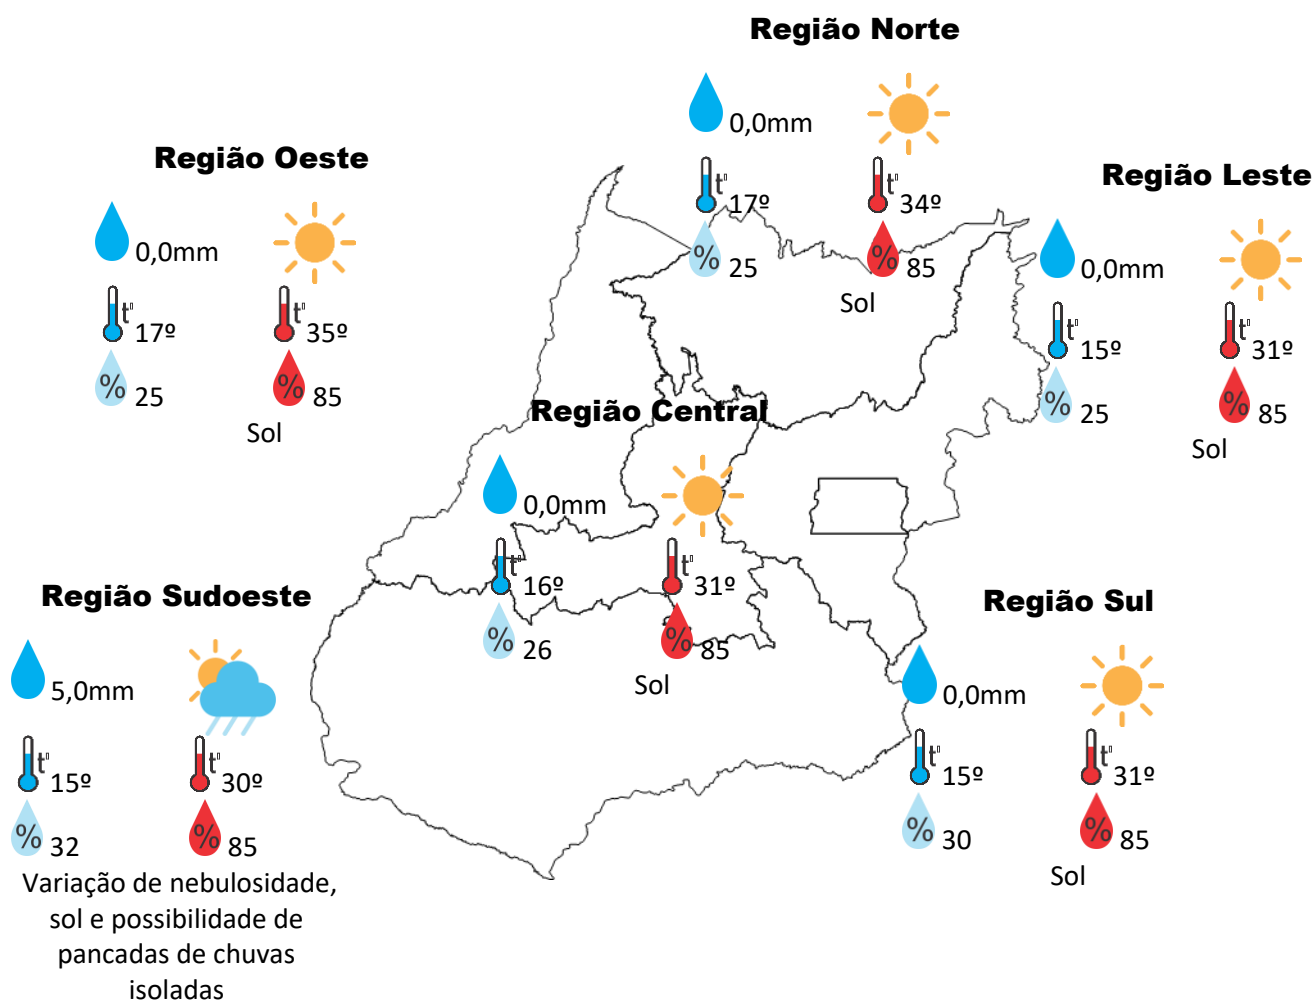 Região Norte
0,0mm
t°
17º
t°
34º
%
25
%
85
Sol
Região Oeste
0,0mm
t°
17º
t°
35º
%
25
%
85
Sol
Região Leste
0,0mm
t°
15º
t°
31º
%
25
%
85
Sol
Região Central
0,0mm
t°
16º
t°
31º
%
26
%
85
Sol
Região Sudoeste
5,0mm
t°
15º
t°
30º
%
32
%
85
Variação de nebulosidade,
sol e possibilidade de
pancadas de chuvas
isoladas
Região Sul
0,0mm
t°
15º
t°
31º
%
30
%
85
Sol